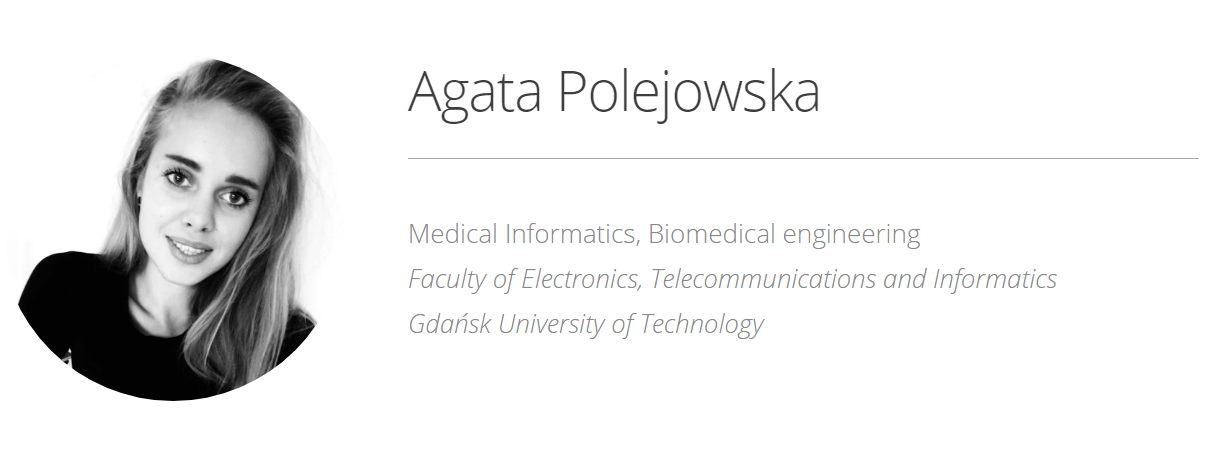 Agata Polejowska
Medical Informatics, Biomedical engineering
Faculty of Electronics, Telecommunications and Informatics
Gdańsk University of Technology